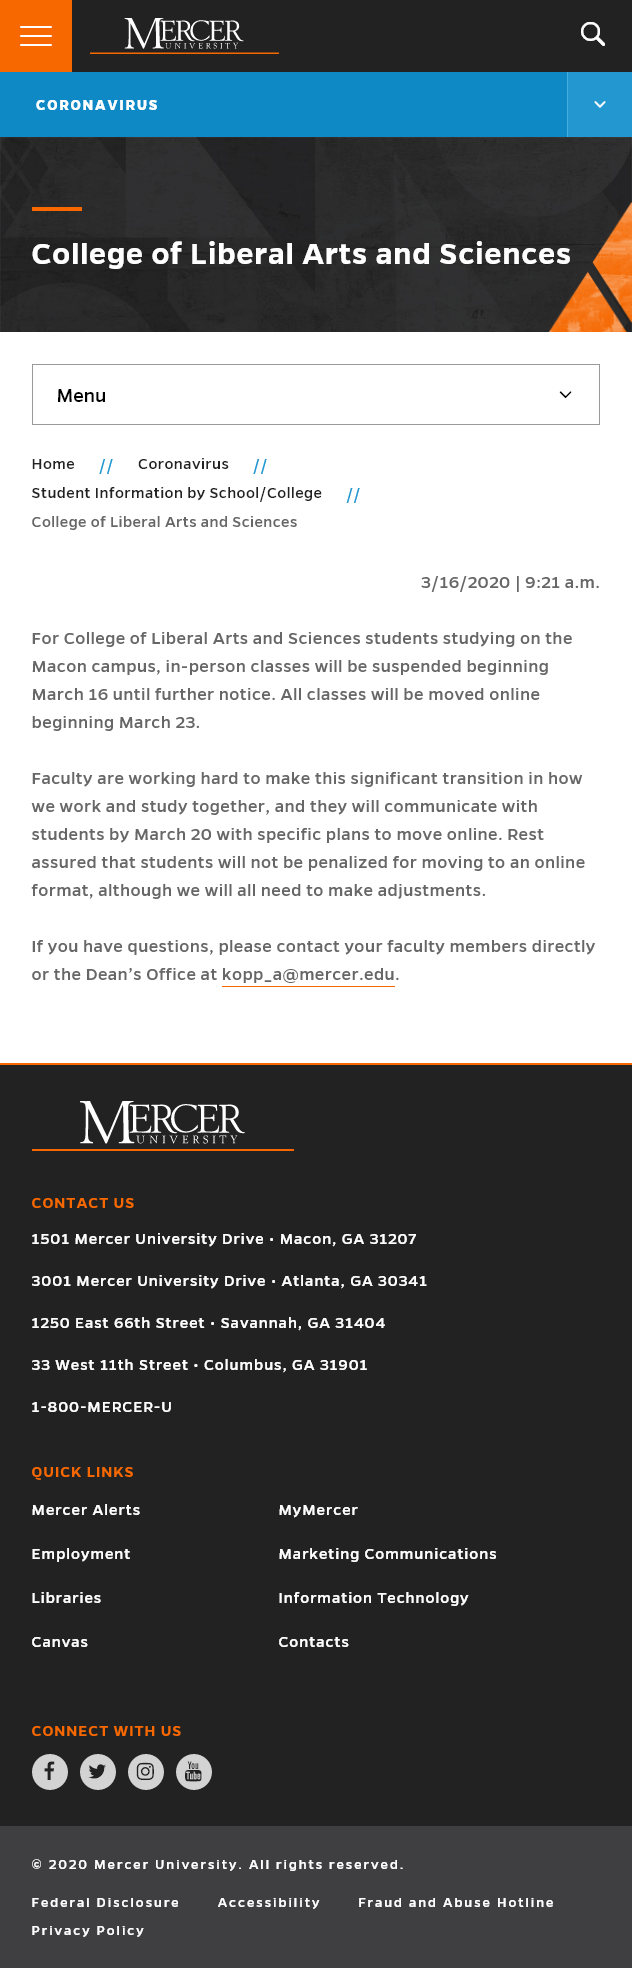 MERCER
UNIVERSITY
CORONAVIRUS
College of Liberal Arts and Sciences
Menu
Home // Coronavirus //
Student Information by School/College //
College of Liberal Arts and Sciences
3/16/2020 | 9:21 a.m.
For College of Liberal Arts and Sciences students studying on the
Macon campus, in-person classes will be suspended beginning
March 16 until further notice. All classes will be moved online
beginning March 23.
Faculty are working hard to make this significant transition in how
we work and study together, and they will communicate with
students by March 20 with specific plans to move online. Rest
assured that students will not be penalized for moving to an online
format, although we will all need to make adjustments.
If you have questions, please contact your faculty members directly
or the Dean’s Office at kopp_a@mercer.edu.
MERCER
UNIVERSITY
CONTACT US
1501 Mercer University Drive • Macon, GA 31207
3001 Mercer University Drive • Atlanta, GA 30341
1250 East 66th Street • Savannah, GA 31404
33 West 11th Street • Columbus, GA 31901
1-800-MERCER-U
QUICK LINKS
Mercer Alerts MyMercer
Employment Marketing Communications
Libraries Information Technology
Canvas Contacts
CONNECT WITH US
You
Tube
© 2020 Mercer University. All rights reserved.
Federal Disclosure Accessibility Fraud and Abuse Hotline
Privacy Policy